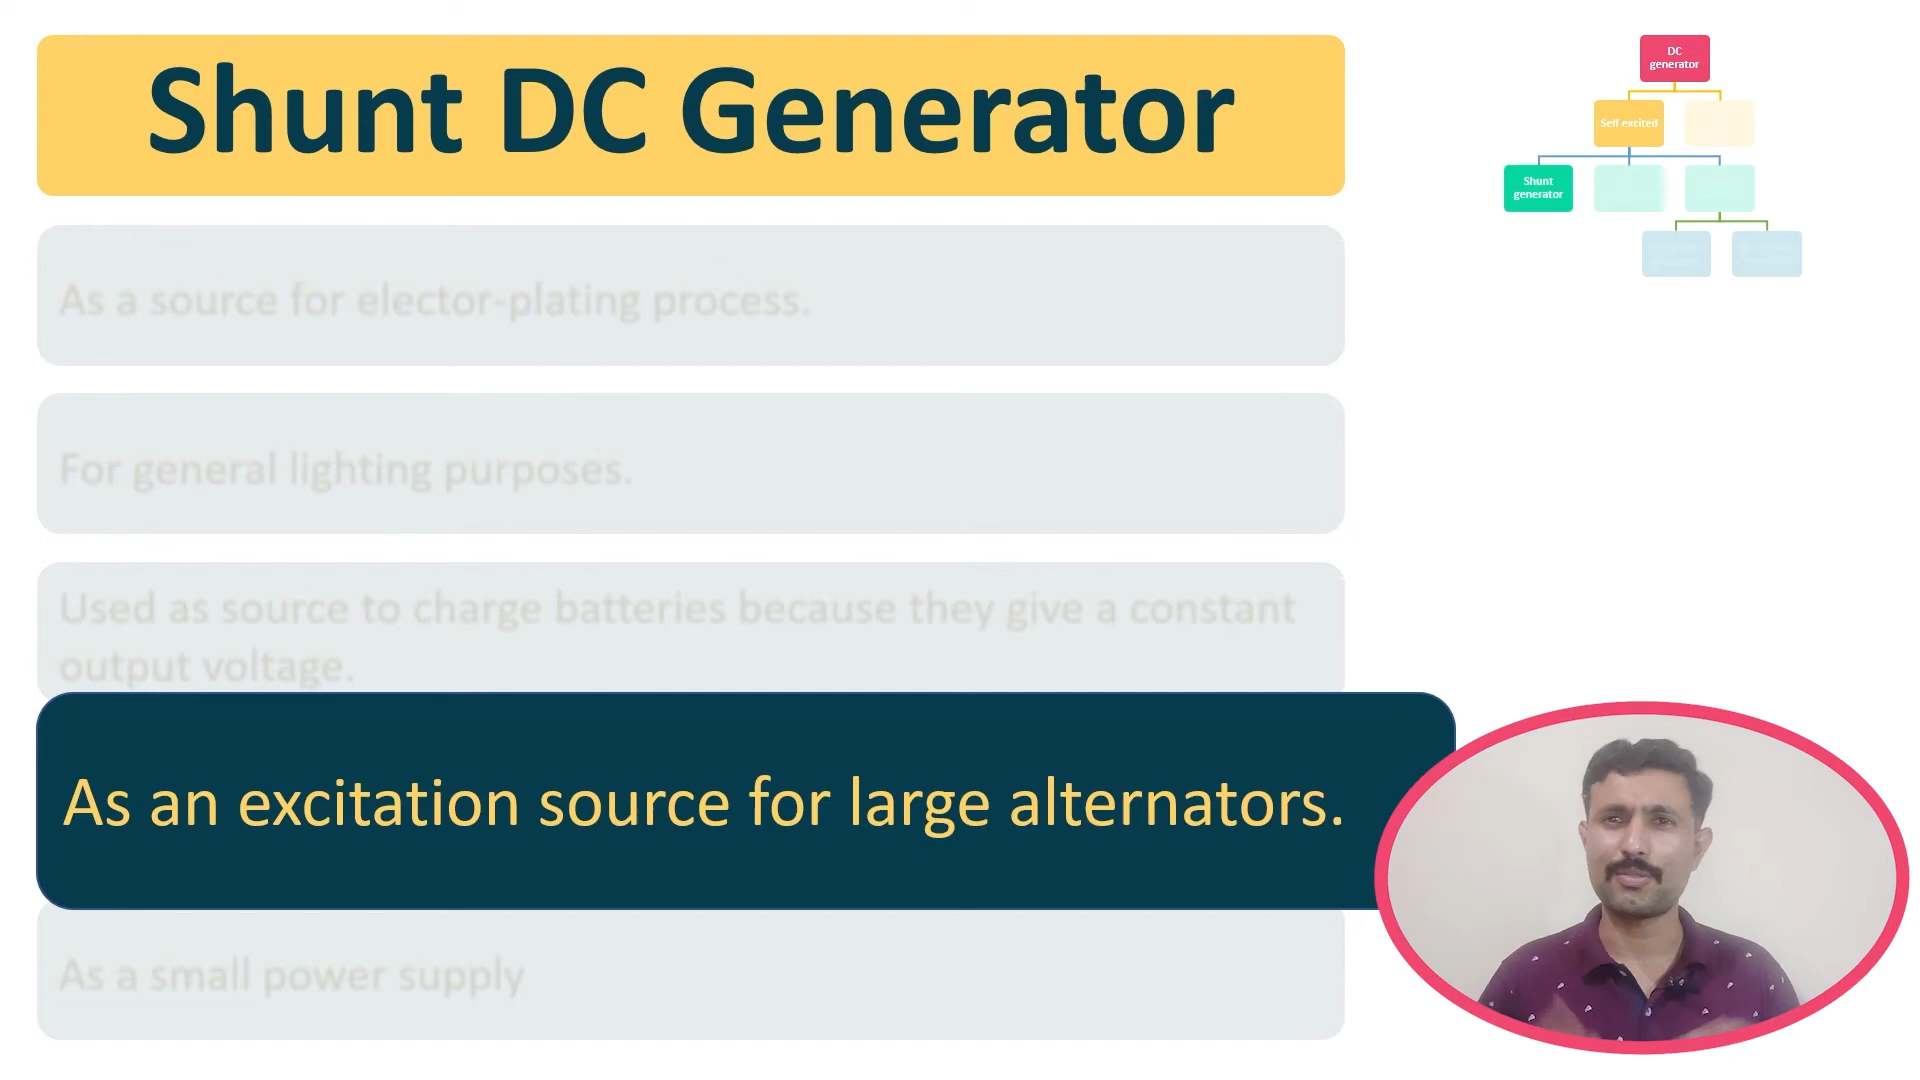 Shunt DC Generator
DC
generator
Self excited
Shunt
generator
As a source for elector-plating process.
For general lighting purposes.
Used as source to charge batteries because they give a constant
output voltage.
As an excitation source for large alternators.
As a small power supply